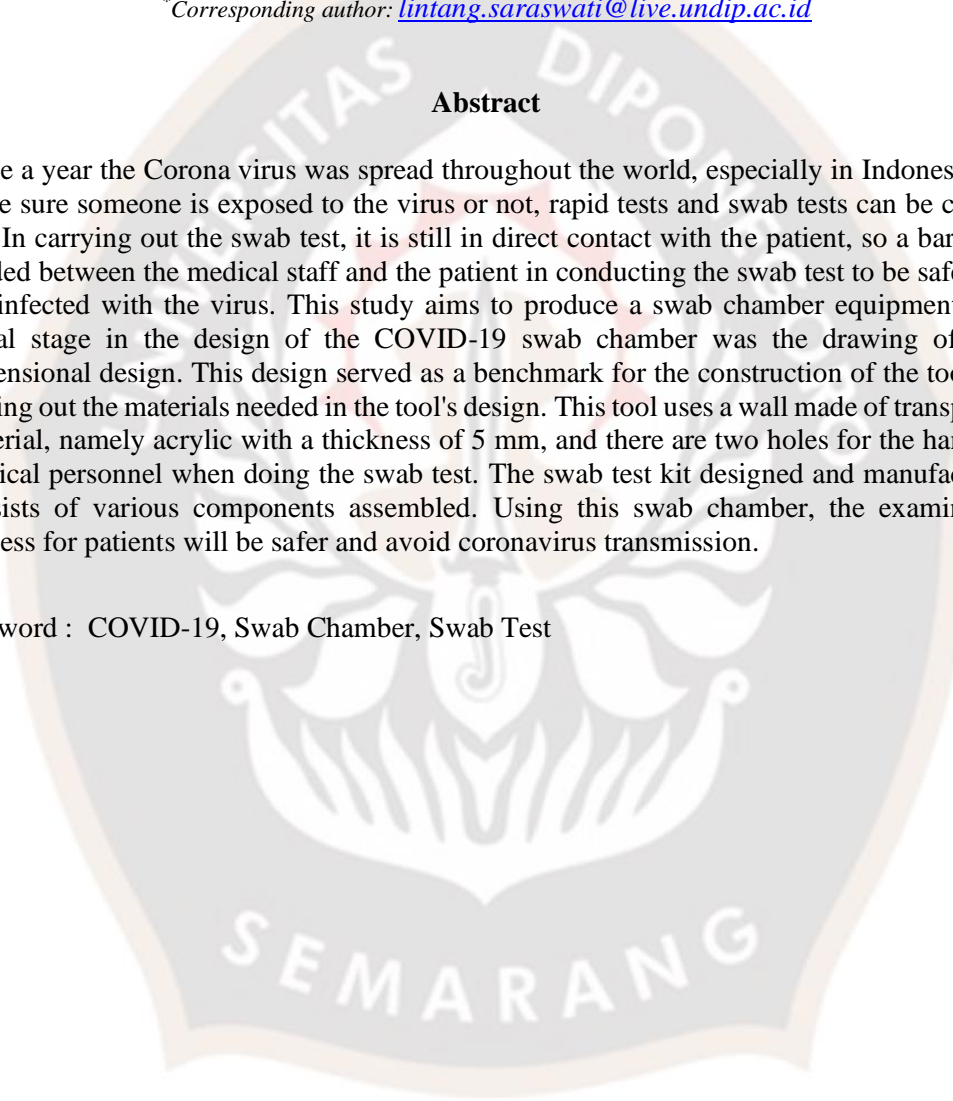 *Corresponding author: lintang.saraswati@live.undip.ac.id
Abstract
e a year the Corona virus was spread throughout the world, especially in Indones
e sure someone is exposed to the virus or not, rapid tests and swab tests can be c
In carrying out the swab test, it is still in direct contact with the patient, so a bar
led between the medical staff and the patient in conducting the swab test to be safe
infected with the virus. This study aims to produce a swab chamber equipment
al stage in the design of the COVID-19 swab chamber was the drawing of
ensional design. This design served as a benchmark for the construction of the too
ing out the materials needed in the tool's design. This tool uses a wall made of transp
erial, namely acrylic with a thickness of 5 mm, and there are two holes for the han
ical personnel when doing the swab test. The swab test kit designed and manufac
sists of various components assembled. Using this swab chamber, the examin
ess for patients will be safer and avoid coronavirus transmission.
word : COVID-19, Swab Chamber, Swab Test
UNIVERSITAS DIPONEGORO
SEMARANG